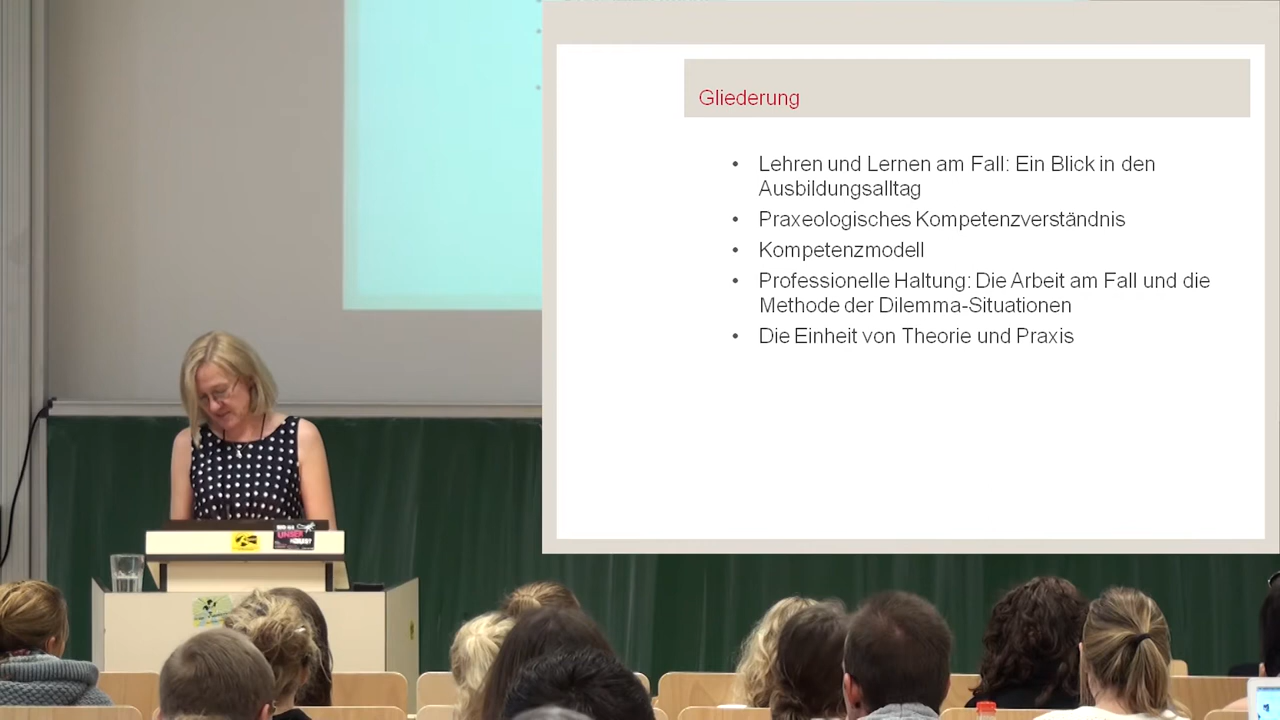 Gliederung
• Lehren und Lernen am Fall: Ein Blick in den
Ausbildungsalltag
• Praxeologisches Kompetenzverständnis
• Kompetenzmodell
• Professionelle Haltung: Die Arbeit am Fall und die
Methode der Dilemma-Situationen
• Die Einheit von Theorie und Praxis
UNSER